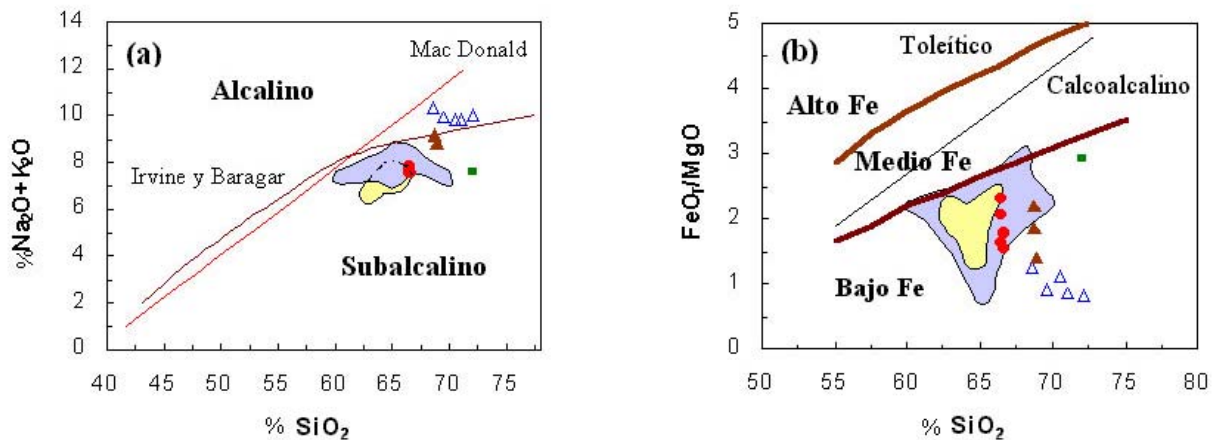 (a)
Mac Donald
Alcalino
Irvine y Baragar
Subalcalino
%Na₂O+K₂O
14
12
10
8
6
4
2
0
40 45 50 55 60 65 70 75
% SiO₂
(b)
Toleítico
Calcoalcalino
Alto Fe
Medio Fe
Bajo Fe
FeOT/MgO
5
4
3
2
1
0
50 55 60 65 70 75 80
% SiO₂